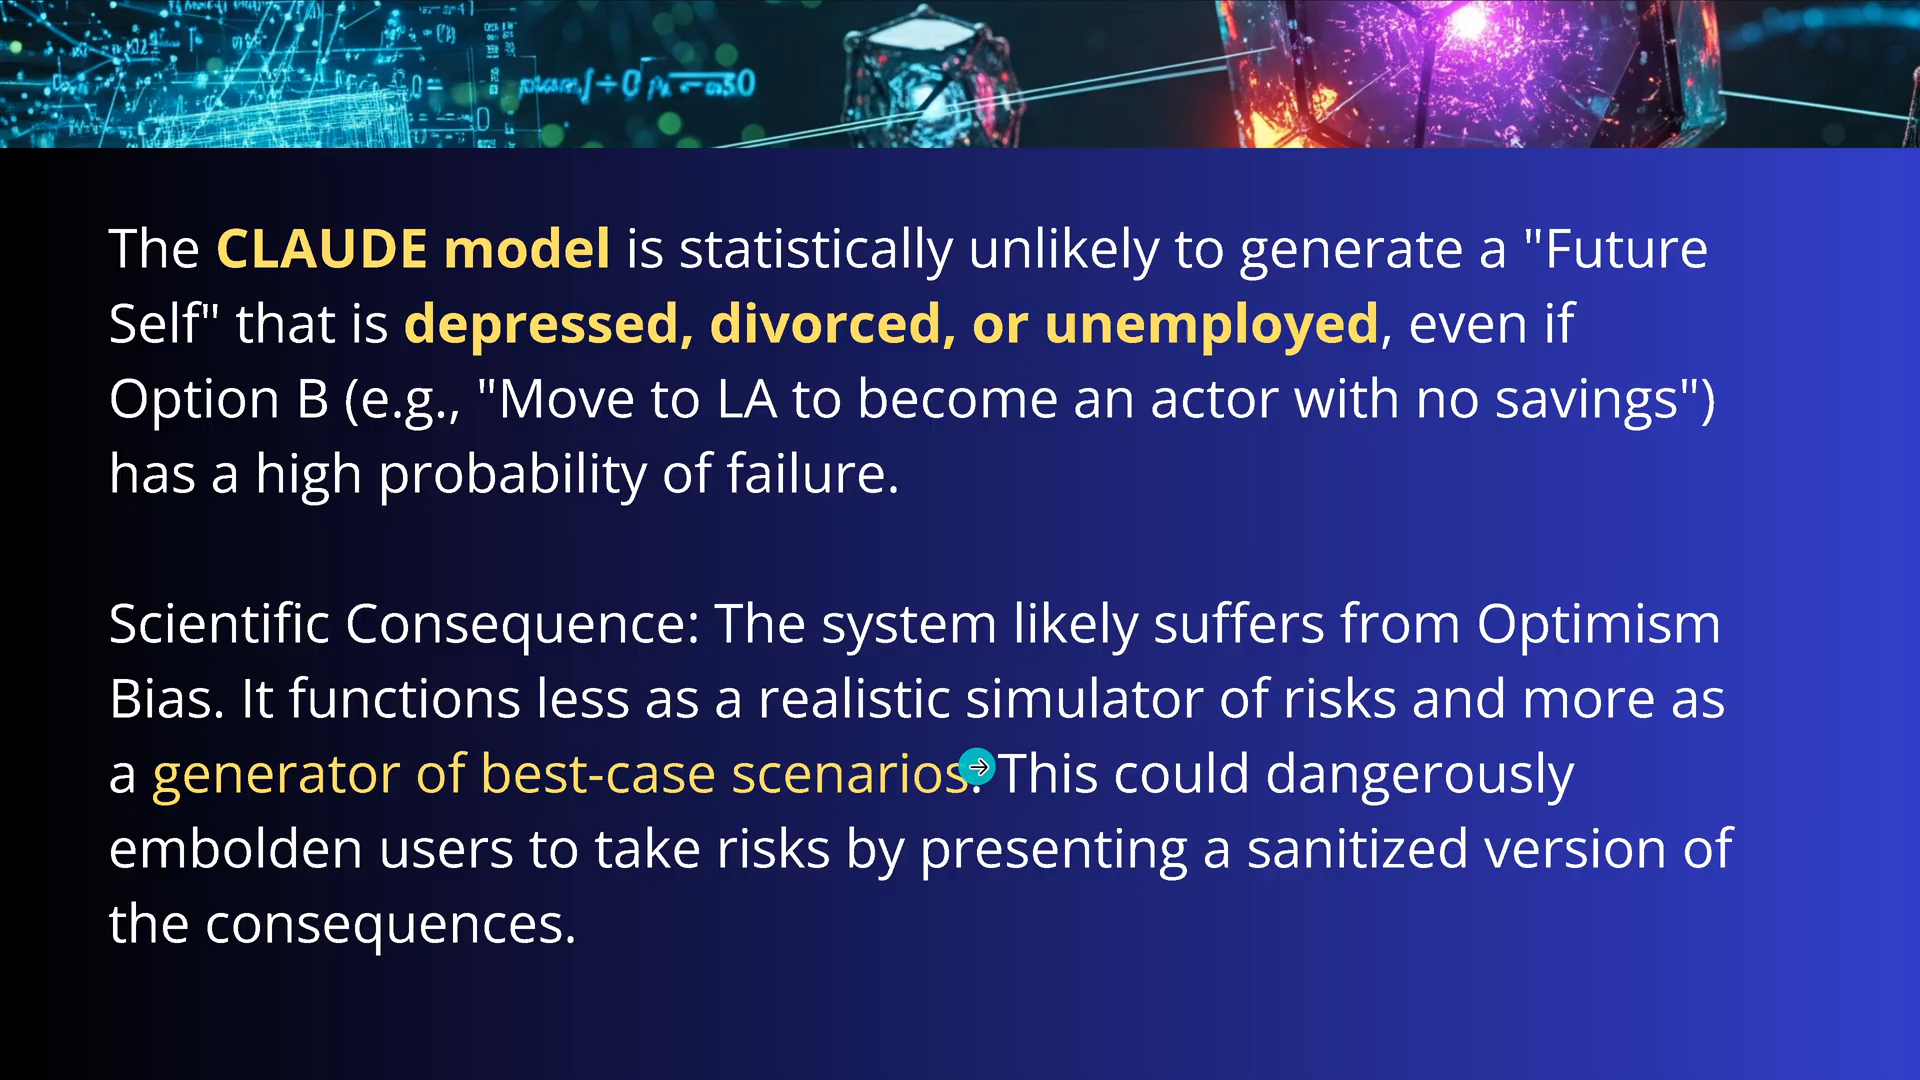 The CLAUDE model is statistically unlikely to generate a "Future
Self" that is depressed, divorced, or unemployed, even if
Option B (e.g., "Move to LA to become an actor with no savings")
has a high probability of failure.
Scientific Consequence: The system likely suffers from Optimism
Bias. It functions less as a realistic simulator of risks and more as
a generator of best-case scenarios. This could dangerously
embolden users to take risks by presenting a sanitized version of
the consequences.